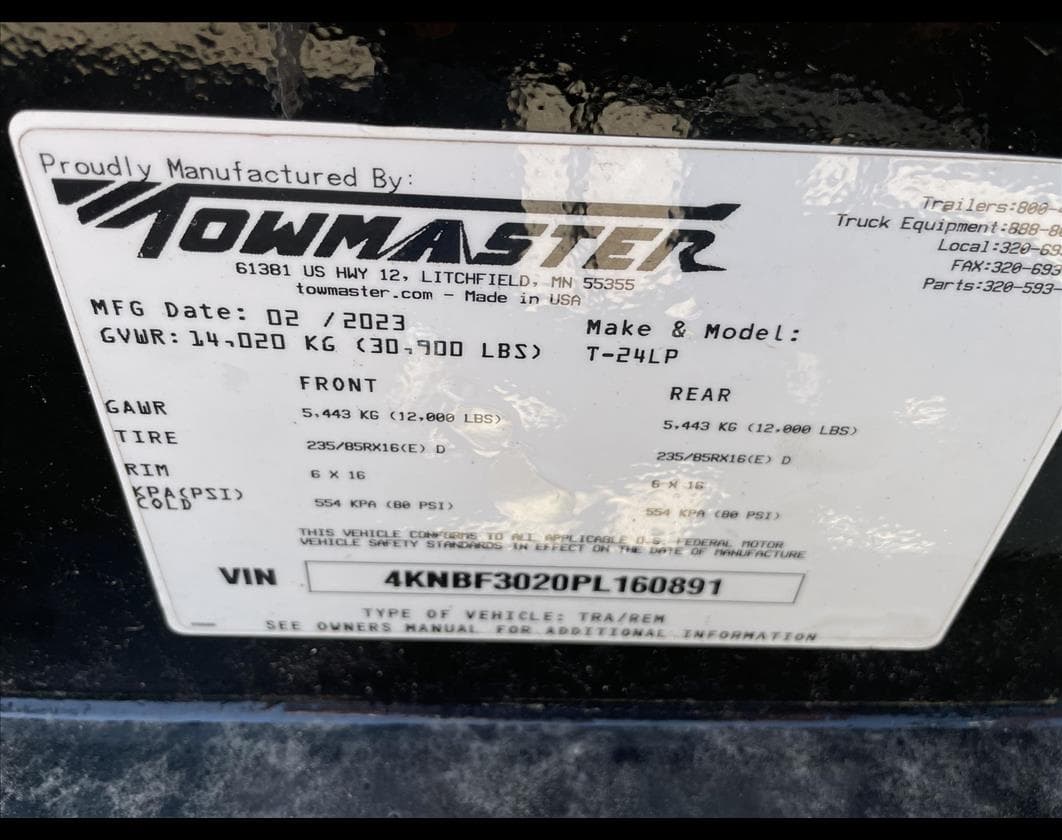 Proudly Manufactured By:
TOWMASTER
61381 US HWY 12, LITCHFIELD, MN 55355
towmaster.com - Made in USA
Trailers:800-
Truck Equipment:888-8
Local:320-69
FAX:320-693
Parts:320-593-
MFG Date: 02 /2023
GVWR: 14,020 KG (30,900 LBS)
Make & Model:
T-24LP
FRONT REAR
GAWR 5,443 KG (12,000 LBS) 5,443 KG (12,000 LBS)
TIRE 235/85RX16(E) D 235/85RX16(E) D
RIM 6 X 16 6 X 16
KPA(PSI) COLD 554 KPA (80 PSI) 554 KPA (80 PSI)
THIS VEHICLE CONFORMS TO ALL APPLICABLE U.S. FEDERAL MOTOR
VEHICLE SAFETY STANDARDS IN EFFECT ON THE DATE OF MANUFACTURE
VIN 4KNBF3020PL160891
TYPE OF VEHICLE: TRA/REM
SEE OWNERS MANUAL FOR ADDITIONAL INFORMATION